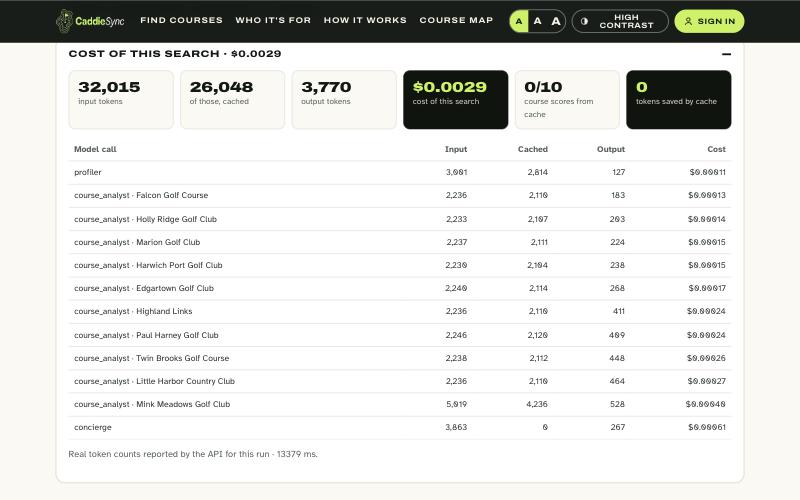 CaddieSync
FIND COURSES
WHO IT'S FOR
HOW IT WORKS
COURSE MAP
A A A
HIGH CONTRAST
SIGN IN
COST OF THIS SEARCH · $0.0029
32,015
input tokens
26,048
of those, cached
3,770
output tokens
$0.0029
cost of this search
0/10
course scores from
cache
0
tokens saved by cache
Model call Input Cached Output Cost
profiler 3,001 2,814 127 $0.00011
course_analyst · Falcon Golf Course 2,236 2,110 183 $0.00013
course_analyst · Holly Ridge Golf Club 2,233 2,107 203 $0.00014
course_analyst · Marion Golf Club 2,237 2,111 224 $0.00015
course_analyst · Harwich Port Golf Club 2,230 2,104 238 $0.00015
course_analyst · Edgartown Golf Club 2,240 2,114 268 $0.00017
course_analyst · Highland Links 2,236 2,110 411 $0.00024
course_analyst · Paul Harney Golf Club 2,246 2,120 409 $0.00024
course_analyst · Twin Brooks Golf Course 2,238 2,112 448 $0.00026
course_analyst · Little Harbor Country Club 2,236 2,110 464 $0.00027
course_analyst · Mink Meadows Golf Club 5,019 4,236 528 $0.00040
concierge 3,863 0 267 $0.00061
Real token counts reported by the API for this run · 13379 ms.